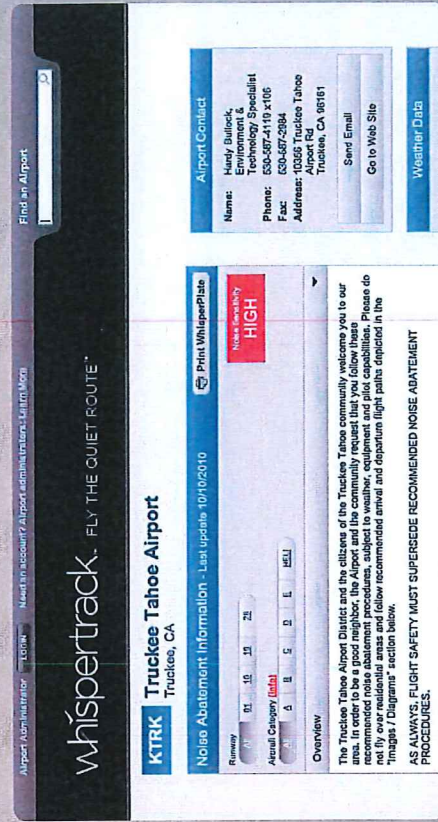 Airport Administrator LOGIN Need an account? Airport administrators: Learn More
Find an Airport
whispertrack™ FLY THE QUIET ROUTE™
KTRK Truckee Tahoe Airport
Truckee, CA
Noise Abatement Information - Last update 10/10/2010
Print WhisperPlate
Runway
All 01 10 19 28
Aircraft Category (Info)
All A B C D E HELI
Noise Sensitivity
HIGH
Overview
The Truckee Tahoe Airport District and the citizens of the Truckee Tahoe community welcome you to our
area. In order to be a good neighbor, the Airport and the community request that you follow these
recommended noise abatement procedures, subject to weather, equipment and pilot capabilities. Please do
not fly over residential areas and follow recommended arrival and departure flight paths depicted in the
"Images / Diagrams" section below.
AS ALWAYS, FLIGHT SAFETY MUST SUPERSEDE RECOMMENDED NOISE ABATEMENT
PROCEDURES.
Airport Contact
Name: Hardy Bullock,
Environment &
Technology Specialist
Phone: 530-587-4119 x106
Fax: 530-587-2984
Address: 10356 Truckee Tahoe
Airport Rd
Truckee, CA 96161
Send Email
Go to Web Site
Weather Data